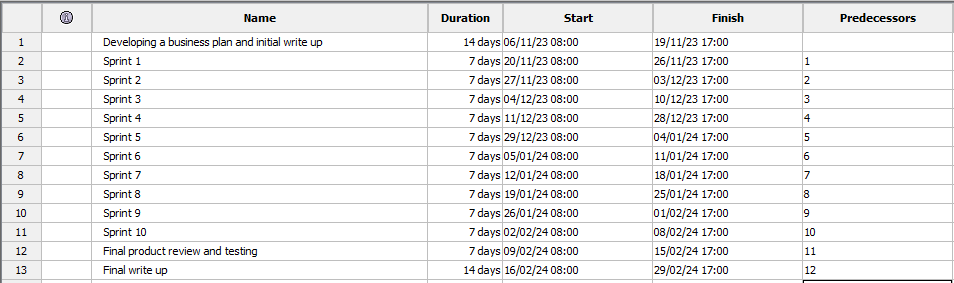 Name Duration Start Finish Predecessors
1 Developing a business plan and initial write up 14 days 06/11/23 08:00 19/11/23 17:00
2 Sprint 1 7 days 20/11/23 08:00 26/11/23 17:00 1
3 Sprint 2 7 days 27/11/23 08:00 03/12/23 17:00 2
4 Sprint 3 7 days 04/12/23 08:00 10/12/23 17:00 3
5 Sprint 4 7 days 11/12/23 08:00 28/12/23 17:00 4
6 Sprint 5 7 days 29/12/23 08:00 04/01/24 17:00 5
7 Sprint 6 7 days 05/01/24 08:00 11/01/24 17:00 6
8 Sprint 7 7 days 12/01/24 08:00 18/01/24 17:00 7
9 Sprint 8 7 days 19/01/24 08:00 25/01/24 17:00 8
10 Sprint 9 7 days 26/01/24 08:00 01/02/24 17:00 9
11 Sprint 10 7 days 02/02/24 08:00 08/02/24 17:00 10
12 Final product review and testing 7 days 09/02/24 08:00 15/02/24 17:00 11
13 Final write up 14 days 16/02/24 08:00 29/02/24 17:00 12